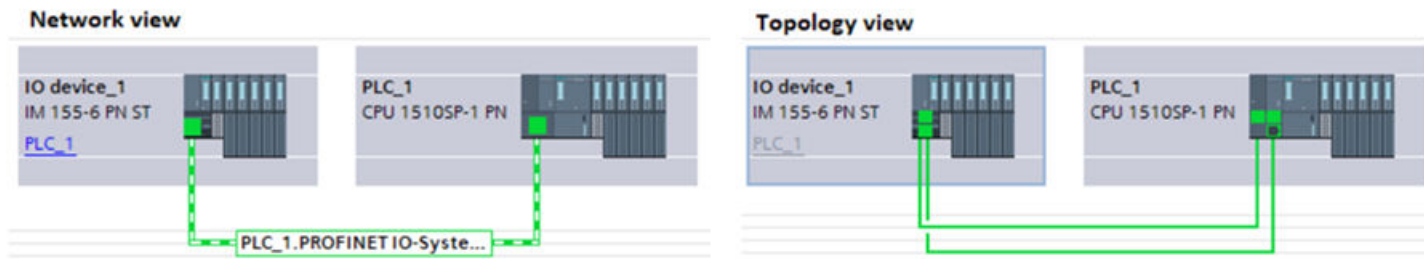 Network view
IO device_1
IM 155-6 PN ST
PLC_1
PLC_1
CPU 1510SP-1 PN
PLC_1.PROFINET IO-Syste...
Topology view
IO device_1
IM 155-6 PN ST
PLC_1
PLC_1
CPU 1510SP-1 PN